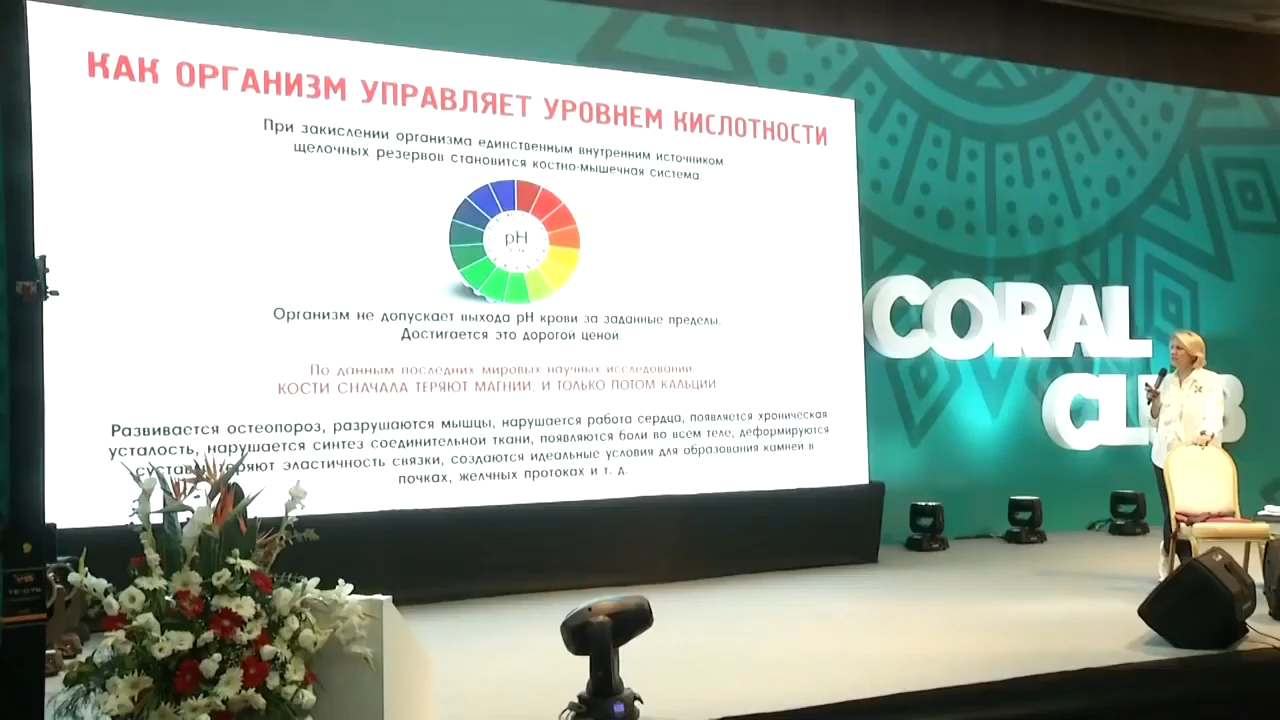 КАК ОРГАНИЗМ УПРАВЛЯЕТ УРОВНЕМ КИСЛОТНОСТИ
При закислении организма единственным внутренним источником
щелочных резервов становится костно-мышечная система.
pH
Организм не допускает выхода pH крови за заданные пределы.
Достигается это дорогой ценой.
По данным последних мировых научных исследований
КОСТИ СНАЧАЛА ТЕРЯЮТ МАГНИЙ, И ТОЛЬКО ПОТОМ КАЛЬЦИЙ
Развивается остеопороз, разрушаются мышцы, нарушается работа сердца, появляется хроническая
усталость, нарушается синтез соединительной ткани, появляются боли во всем теле, деформируются
суставы, теряют эластичность связки, создаются идеальные условия для образования камней в
почках, желчных протоках и т. д.
CORAL
CLUB